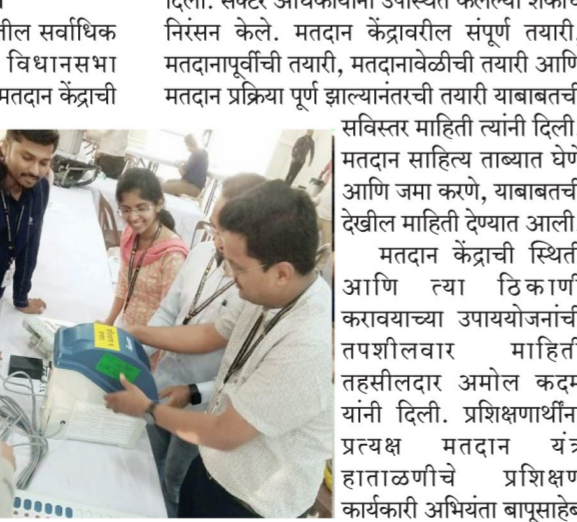 तील सर्वाधिक
विधानसभा
मतदान केंद्राची
दिली. सेक्टर अधिकाऱ्यांनी उपस्थित केलेल्या शंकांचे
निरंसन केले. मतदान केंद्रावरील संपूर्ण तयारी,
मतदानापूर्वीची तयारी, मतदानावेळीची तयारी आणि
मतदान प्रक्रिया पूर्ण झाल्यानंतरची तयारी याबाबतची
सविस्तर माहिती त्यांनी दिली.
मतदान साहित्य ताब्यात घेणे
आणि जमा करणे, याबाबतची
देखील माहिती देण्यात आली.
मतदान केंद्राची स्थिती
आणि त्या ठिकाणी
करावयाच्या उपाययोजनांची
तपशीलवार माहिती
तहसीलदार अमोल कदम
यांनी दिली. प्रशिक्षणार्थींना
प्रत्यक्ष मतदान यंत्र
हाताळणीचे प्रशिक्षण
कार्यकारी अभियंता बापूसाहेब